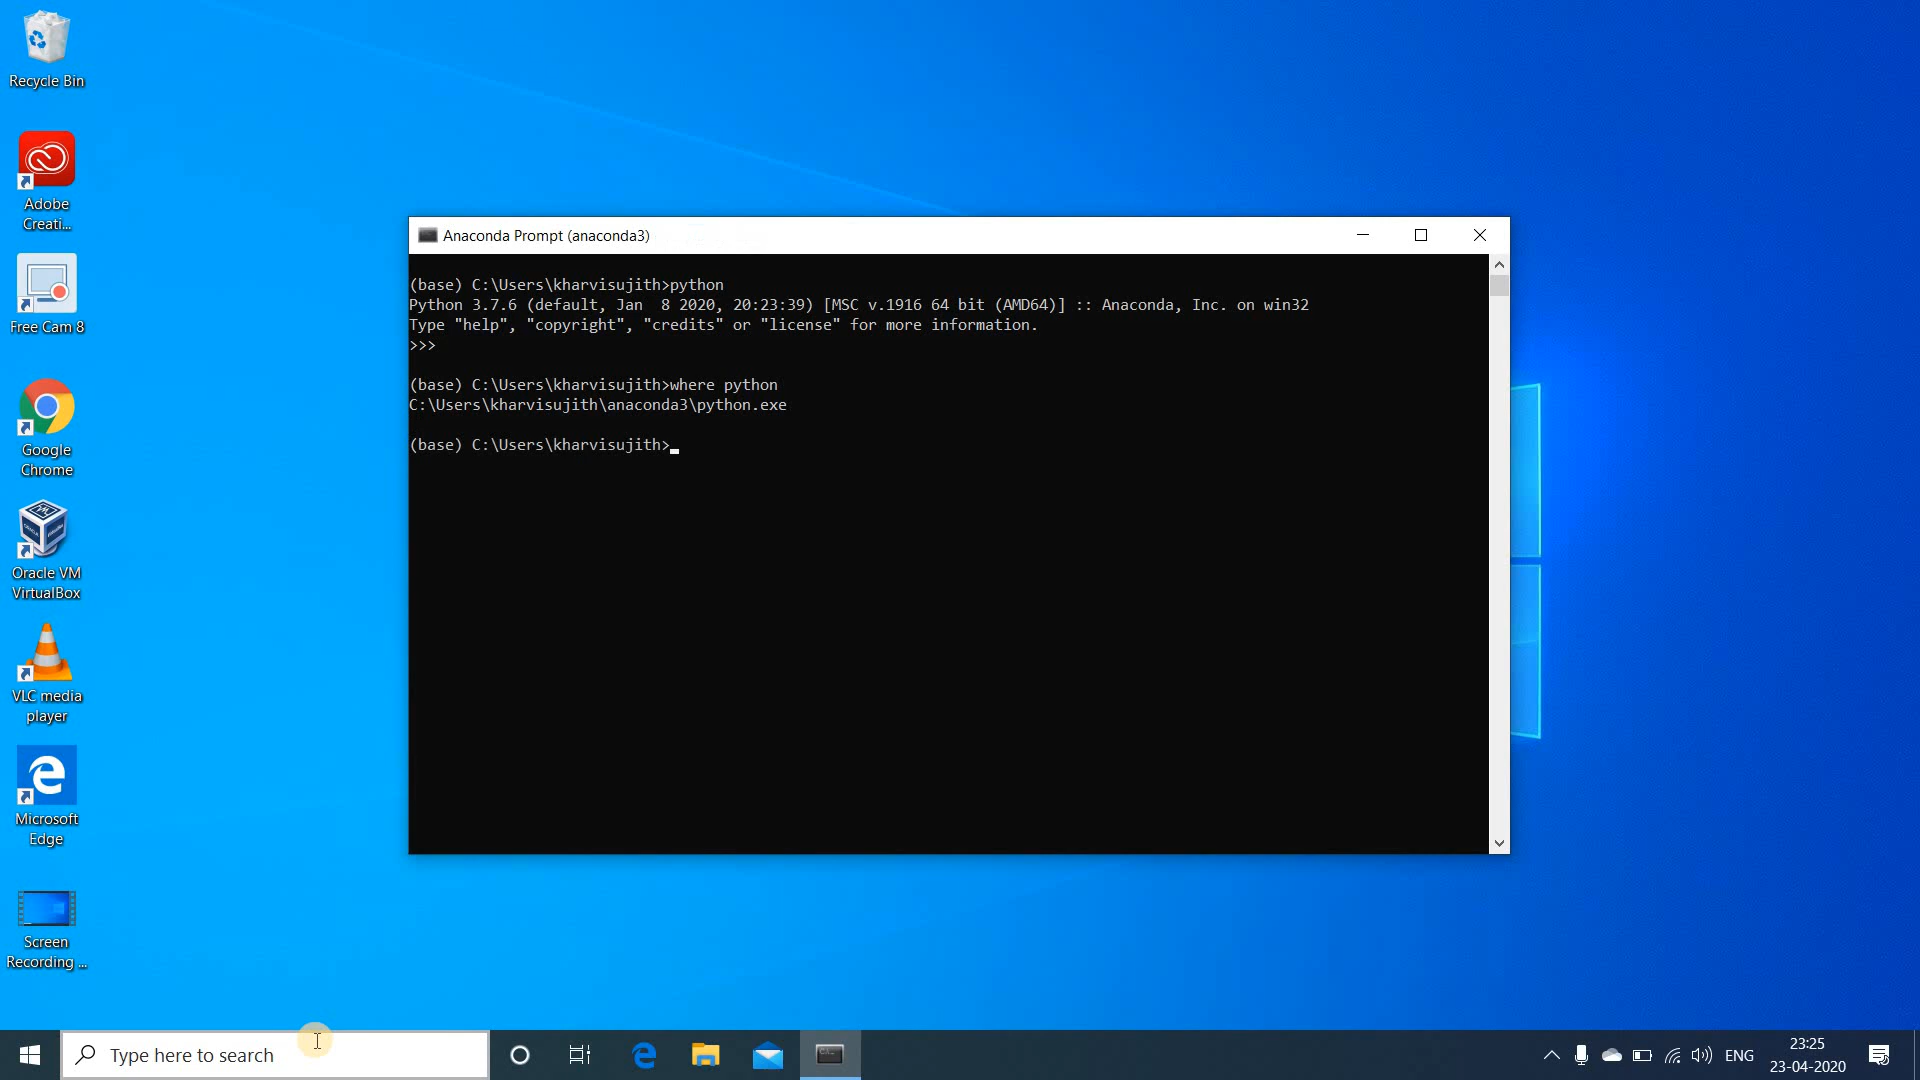 Recycle Bin
Adobe
Creati...
Free Cam 8
Google
Chrome
Oracle VM
VirtualBox
VLC media
player
Microsoft
Edge
Screen
Recording ...
Anaconda Prompt (anaconda3)
(base) C:\Users\kharvisujith>python
Python 3.7.6 (default, Jan  8 2020, 20:23:39) [MSC v.1916 64 bit (AMD64)] :: Anaconda, Inc. on win32
Type "help", "copyright", "credits" or "license" for more information.
>>>
(base) C:\Users\kharvisujith>where python
C:\Users\kharvisujith\anaconda3\python.exe
(base) C:\Users\kharvisujith>
Type here to search
ENG
23:25
23-04-2020